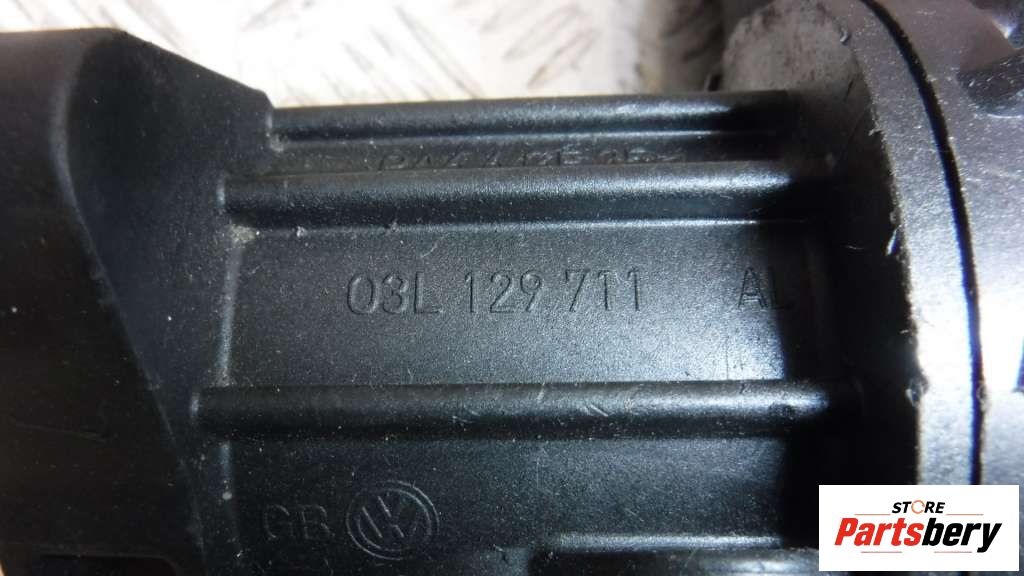 03L 129 711 AL
GB
STORE
Partsbery